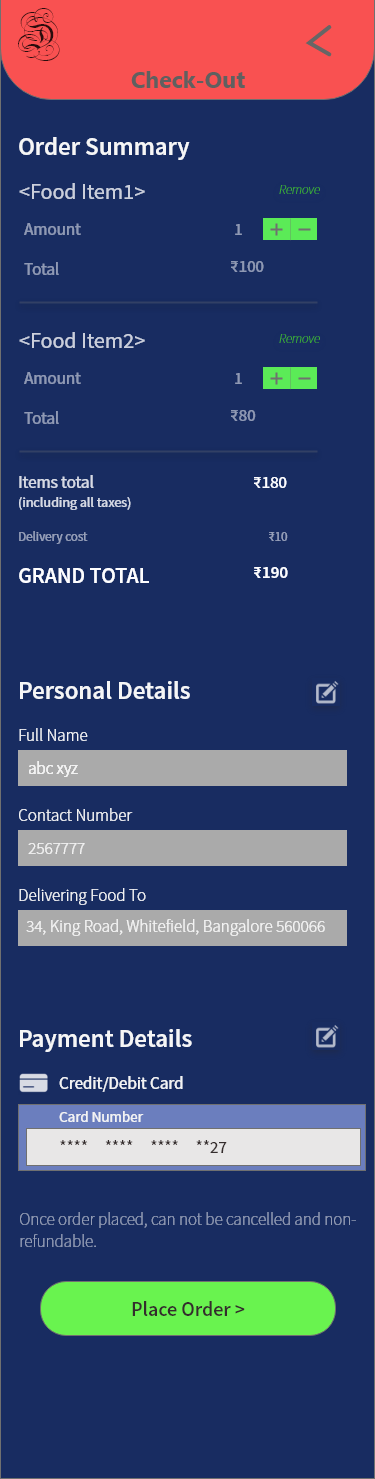 D
Check-Out
Order Summary
<Food Item1>
Remove
Amount 1 + −
Total ₹100
<Food Item2>
Remove
Amount 1 + −
Total ₹80
Items total ₹180
(including all taxes)
Delivery cost ₹10
GRAND TOTAL ₹190
Personal Details
Full Name
abc xyz
Contact Number
2567777
Delivering Food To
34, King Road, Whitefield, Bangalore 560066
Payment Details
Credit/Debit Card
Card Number
**** **** **** **27
Once order placed, can not be cancelled and non-
refundable.
Place Order >